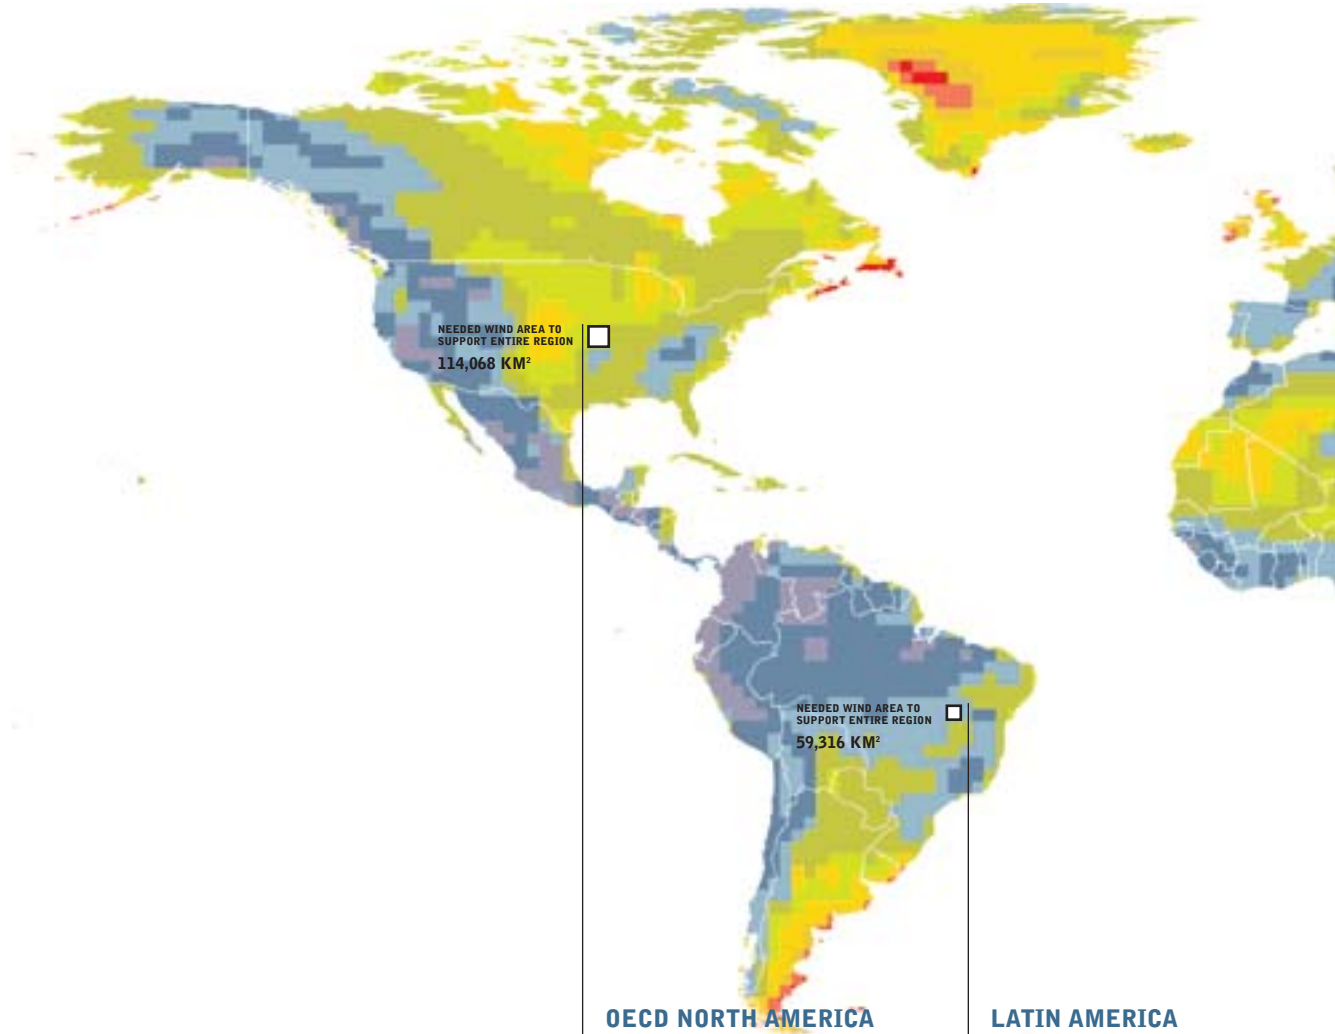 NEEDED WIND AREA TO
SUPPORT ENTIRE REGION
114,068 KM²
NEEDED WIND AREA TO
SUPPORT ENTIRE REGION
59,316 KM²
OECD NORTH AMERICA
LATIN AMERICA